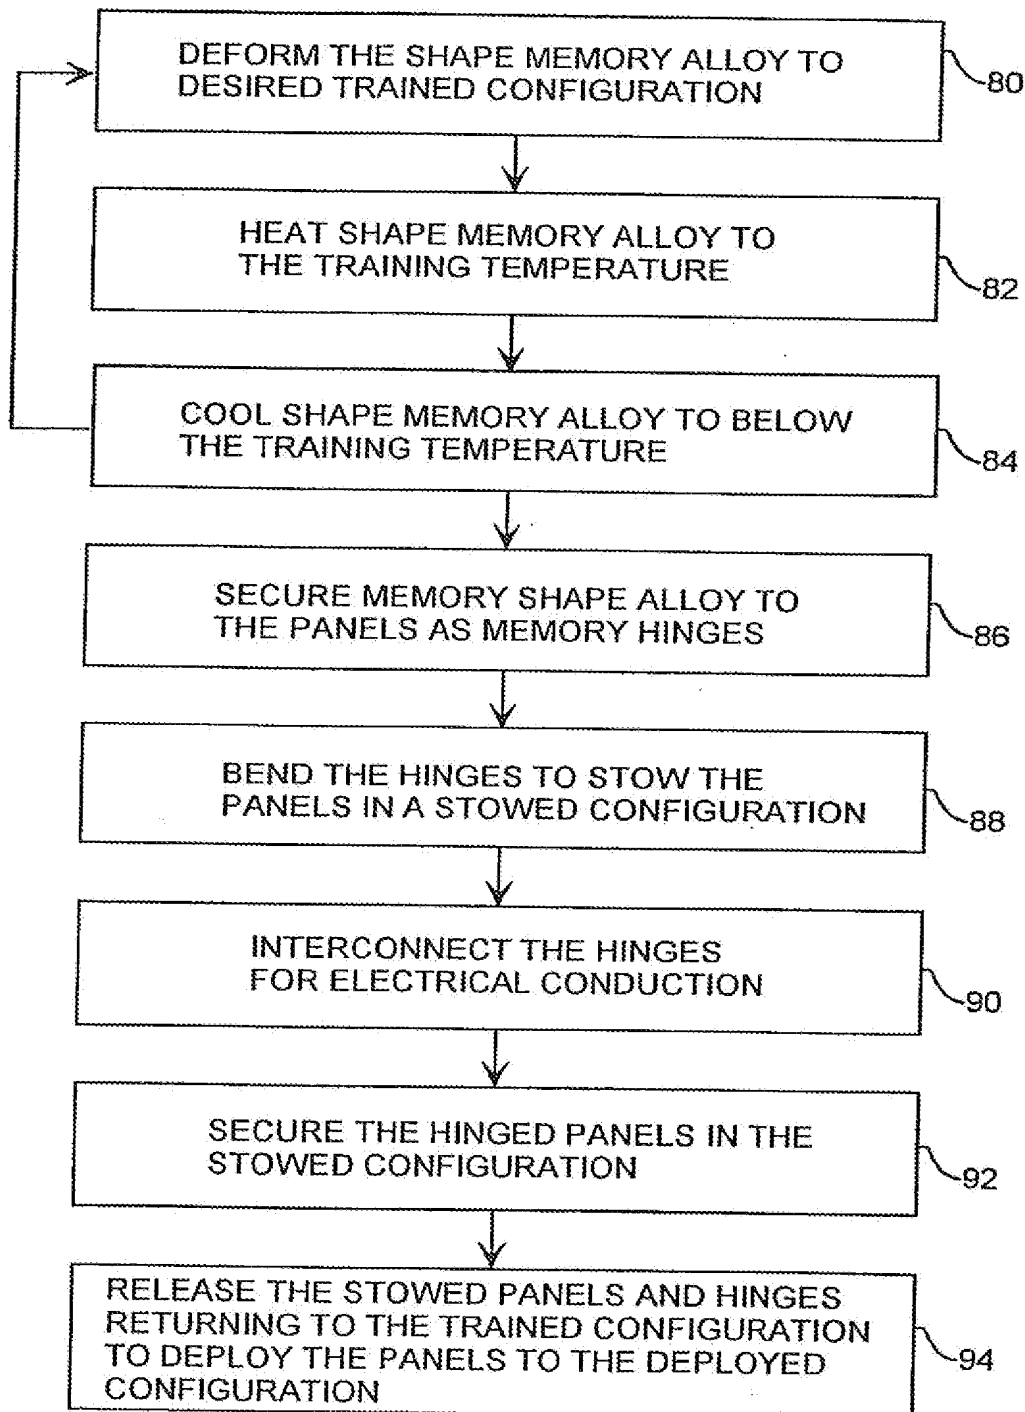 DEFORM THE SHAPE MEMORY ALLOY TO
DESIRED TRAINED CONFIGURATION
80
HEAT SHAPE MEMORY ALLOY TO
THE TRAINING TEMPERATURE
82
COOL SHAPE MEMORY ALLOY TO BELOW
THE TRAINING TEMPERATURE
84
SECURE MEMORY SHAPE ALLOY TO
THE PANELS AS MEMORY HINGES
86
BEND THE HINGES TO STOW THE
PANELS IN A STOWED CONFIGURATION
88
INTERCONNECT THE HINGES
FOR ELECTRICAL CONDUCTION
90
SECURE THE HINGED PANELS IN THE
STOWED CONFIGURATION
92
RELEASE THE STOWED PANELS AND HINGES
RETURNING TO THE TRAINED CONFIGURATION
TO DEPLOY THE PANELS TO THE DEPLOYED
CONFIGURATION
94